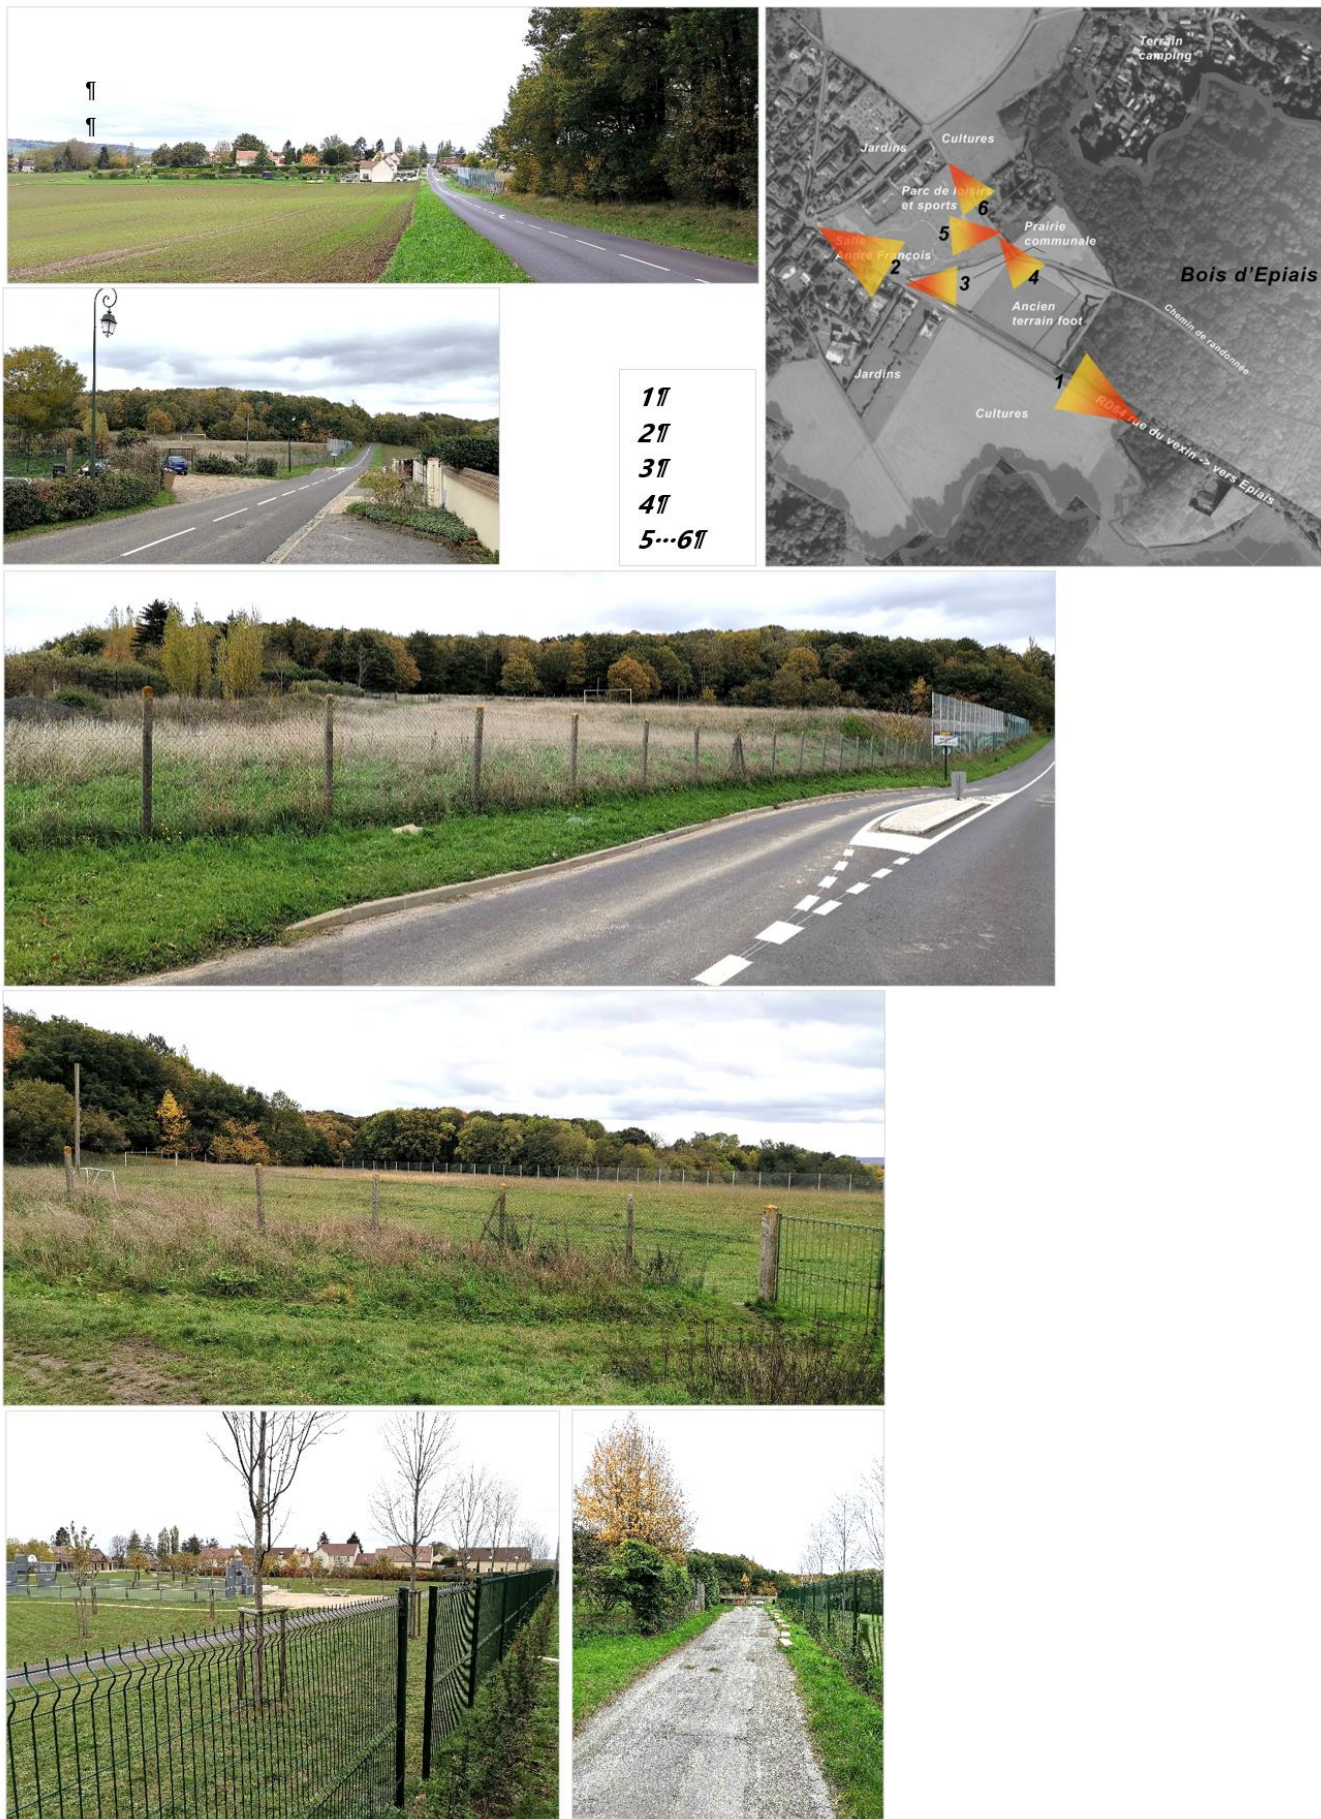 ¶
¶
Terrain
camping
Cultures
Jardins
Parc de loisirs
et sports
6
5
Prairie
communale
Salle
André François
2
3
4
Bois d'Epiais
Ancien
terrain foot
Chemin de randonnée
Jardins
1
Cultures
RD64 rue du vexin -> vers Epiais
1¶
2¶
3¶
4¶
5···6¶